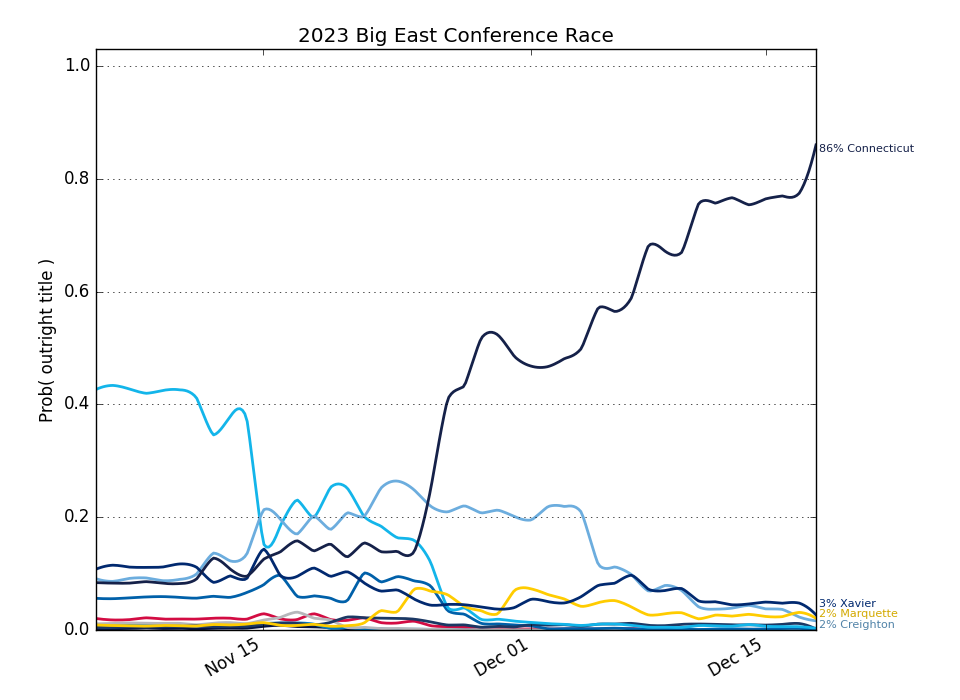 2023 Big East Conference Race
1.0
0.8
0.6
0.4
0.2
0.0
Prob( outright title )
Nov 15
Dec 01
Dec 15
86% Connecticut
3% Xavier
2% Marquette
2% Creighton